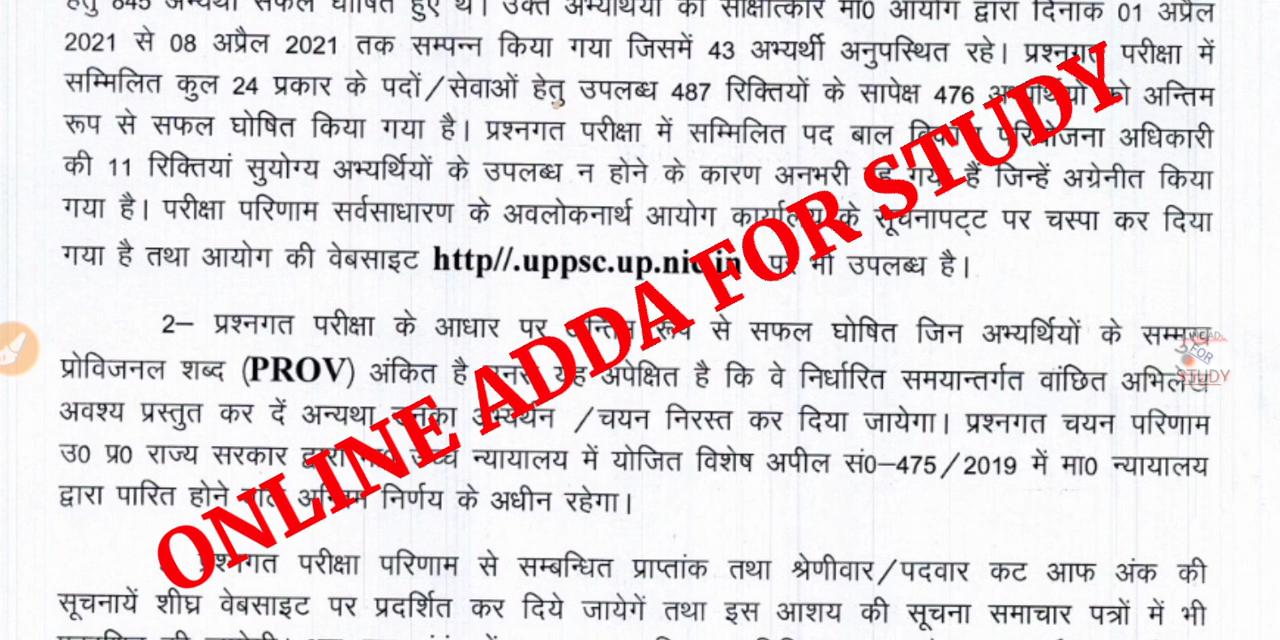 हेतु 845 अभ्यर्थी सफल घोषित हुए थे। उक्त अभ्यर्थियों का साक्षात्कार मा0 आयोग द्वारा दिनांक 01 अप्रैल
2021 से 08 अप्रैल 2021 तक सम्पन्न किया गया जिसमें 43 अभ्यर्थी अनुपस्थित रहे। प्रश्नगत परीक्षा में
सम्मिलित कुल 24 प्रकार के पदों/सेवाओं हेतु उपलब्ध 487 रिक्तियों के सापेक्ष 476 अभ्यर्थियों को अन्तिम
रूप से सफल घोषित किया गया है। प्रश्नगत परीक्षा में सम्मिलित पद बाल विकास परियोजना अधिकारी
की 11 रिक्तियां सुयोग्य अभ्यर्थियों के उपलब्ध न होने के कारण अनभरी रह गयी हैं जिन्हें अग्रेनीत किया
गया है। परीक्षा परिणाम सर्वसाधारण के अवलोकनार्थ आयोग कार्यालय के सूचनापट्ट पर चस्पा कर दिया
गया है तथा आयोग की वेबसाइट http//.uppsc.up.nic.in पर भी उपलब्ध है।
2– प्रश्नगत परीक्षा के आधार पर अन्तिम रूप से सफल घोषित जिन अभ्यर्थियों के सम्मुख
प्रोविजनल शब्द (PROV) अंकित है उनसे यह अपेक्षित है कि वे निर्धारित समयान्तर्गत वांछित अभिलेख
अवश्य प्रस्तुत कर दें अन्यथा उनका अभ्यर्थन /चयन निरस्त कर दिया जायेगा। प्रश्नगत चयन परिणाम
उ0 प्र0 राज्य सरकार द्वारा मा0 उच्च न्यायालय में योजित विशेष अपील सं0–475/2019 में मा0 न्यायालय
द्वारा पारित होने वाले अन्तिम निर्णय के अधीन रहेगा।
प्रश्नगत परीक्षा परिणाम से सम्बन्धित प्राप्तांक तथा श्रेणीवार/पदवार कट आफ अंक की
सूचनायें शीघ्र वेबसाइट पर प्रदर्शित कर दिये जायेगें तथा इस आशय की सूचना समाचार पत्रों में भी
ONLINE ADDA FOR STUDY
FOR
STUDY